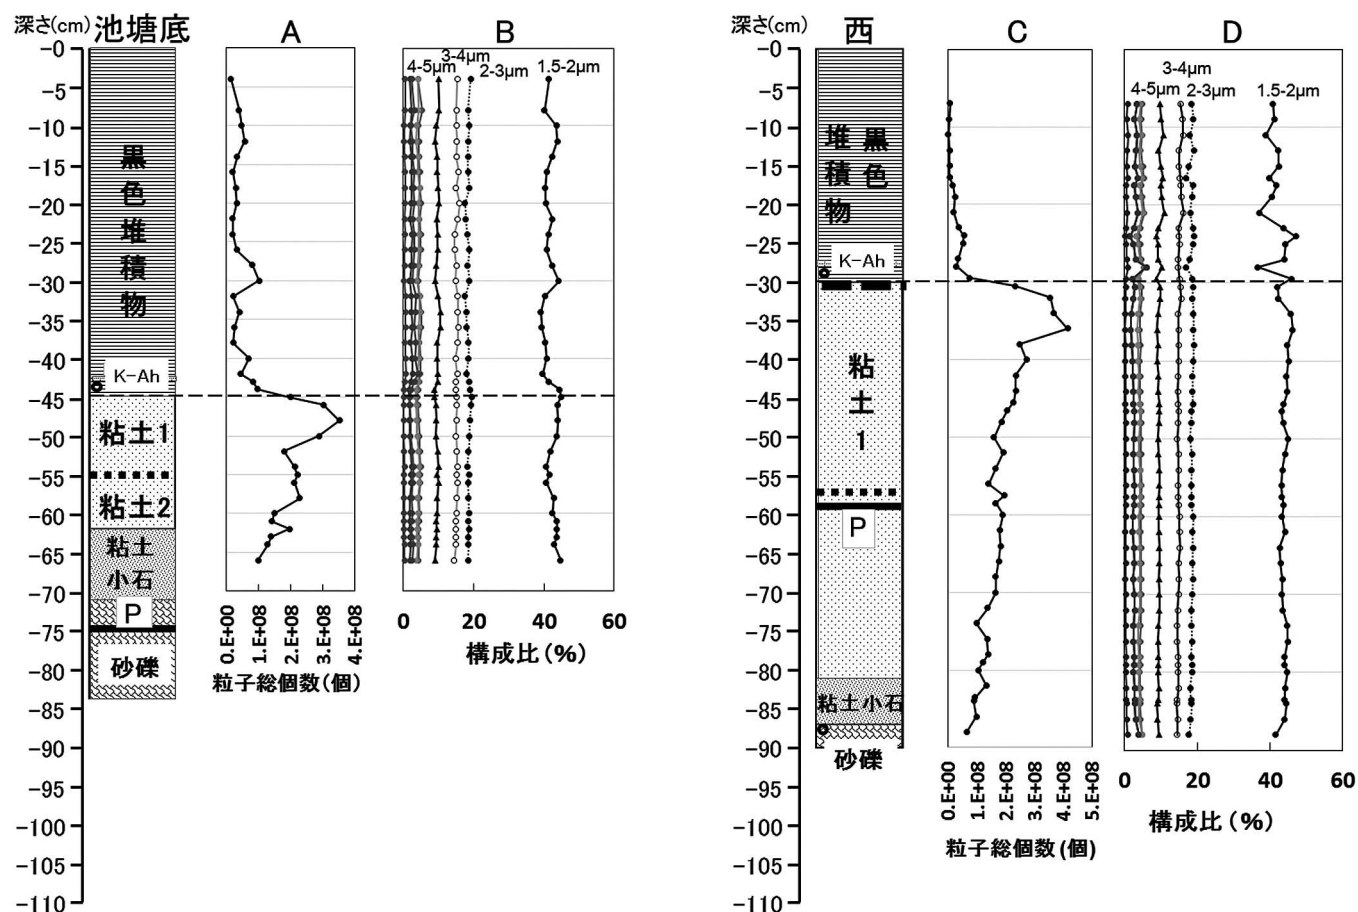 深さ(cm)
池塘底
A
B
-0
-5
-10
-15
-20
-25
-30
-35
-40
-45
-50
-55
-60
-65
-70
-75
-80
-85
-90
-95
-100
-105
-110
黒色堆積物
K-Ah
粘土1
粘土2
粘土
小石
P
砂礫
0.E+00
1.E+08
2.E+08
3.E+08
4.E+08
粒子総個数(個)
3-4μm
4-5μm
2-3μm
1.5-2μm
0
20
40
60
構成比(%)
深さ(cm)
西
C
D
-0
-5
-10
-15
-20
-25
-30
-35
-40
-45
-50
-55
-60
-65
-70
-75
-80
-85
-90
-95
-100
-105
-110
黒色
堆積物
K-Ah
粘土1
P
粘土小石
砂礫
0.E+00
1.E+08
2.E+08
3.E+08
4.E+08
5.E+08
粒子総個数(個)
3-4μm
4-5μm
2-3μm
1.5-2μm
0
20
40
60
構成比(%)